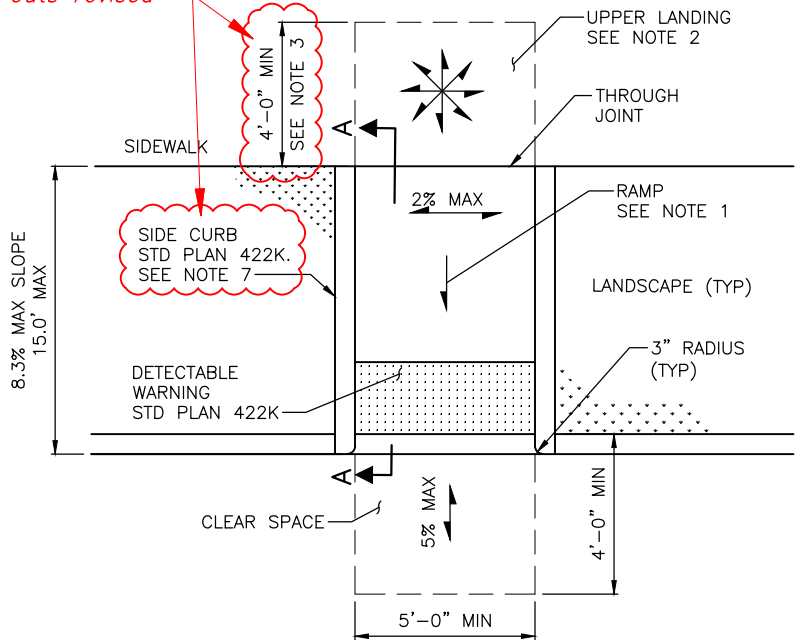 UPPER LANDING
SEE NOTE 2
4'-0" MIN
SEE NOTE 3
THROUGH
JOINT
A
SIDEWALK
2% MAX
RAMP
SEE NOTE 1
SIDE CURB
STD PLAN 422K.
SEE NOTE 7
LANDSCAPE (TYP)
8.3% MAX SLOPE
15.0' MAX
3" RADIUS
(TYP)
DETECTABLE
WARNING
STD PLAN 422K
A
CLEAR SPACE
5% MAX
4'-0" MIN
5'-0" MIN